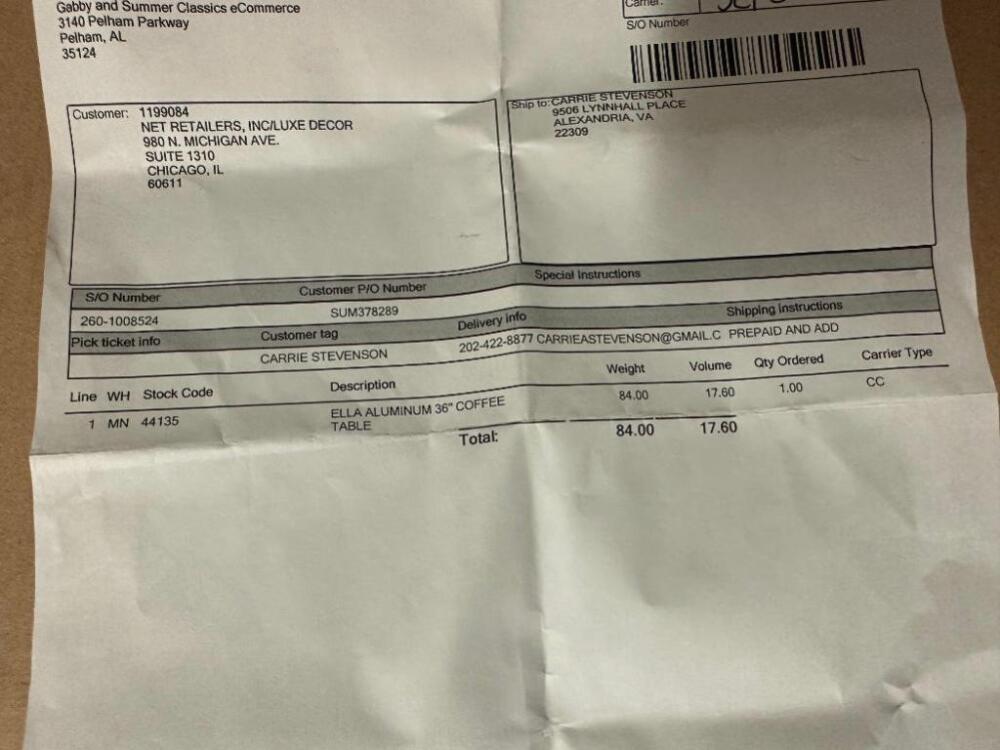 Gabby and Summer Classics eCommerce
3140 Pelham Parkway
Pelham, AL
35124
Carrier:
S/O Number
Customer: 1199084
NET RETAILERS, INC/LUXE DECOR
980 N. MICHIGAN AVE.
SUITE 1310
CHICAGO, IL
60611
Ship to: CARRIE STEVENSON
9506 LYNNHALL PLACE
ALEXANDRIA, VA
22309
S/O Number Customer P/O Number Special Instructions
260-1008524 SUM378289
Pick ticket info Customer tag Delivery info Shipping instructions
CARRIE STEVENSON 202-422-8877 CARRIEASTEVENSON@GMAIL.C PREPAID AND ADD
Line WH Stock Code Description Weight Volume Qty Ordered Carrier Type
1 MN 44135 ELLA ALUMINUM 36" COFFEE 84.00 17.60 1.00 CC
TABLE
Total: 84.00 17.60